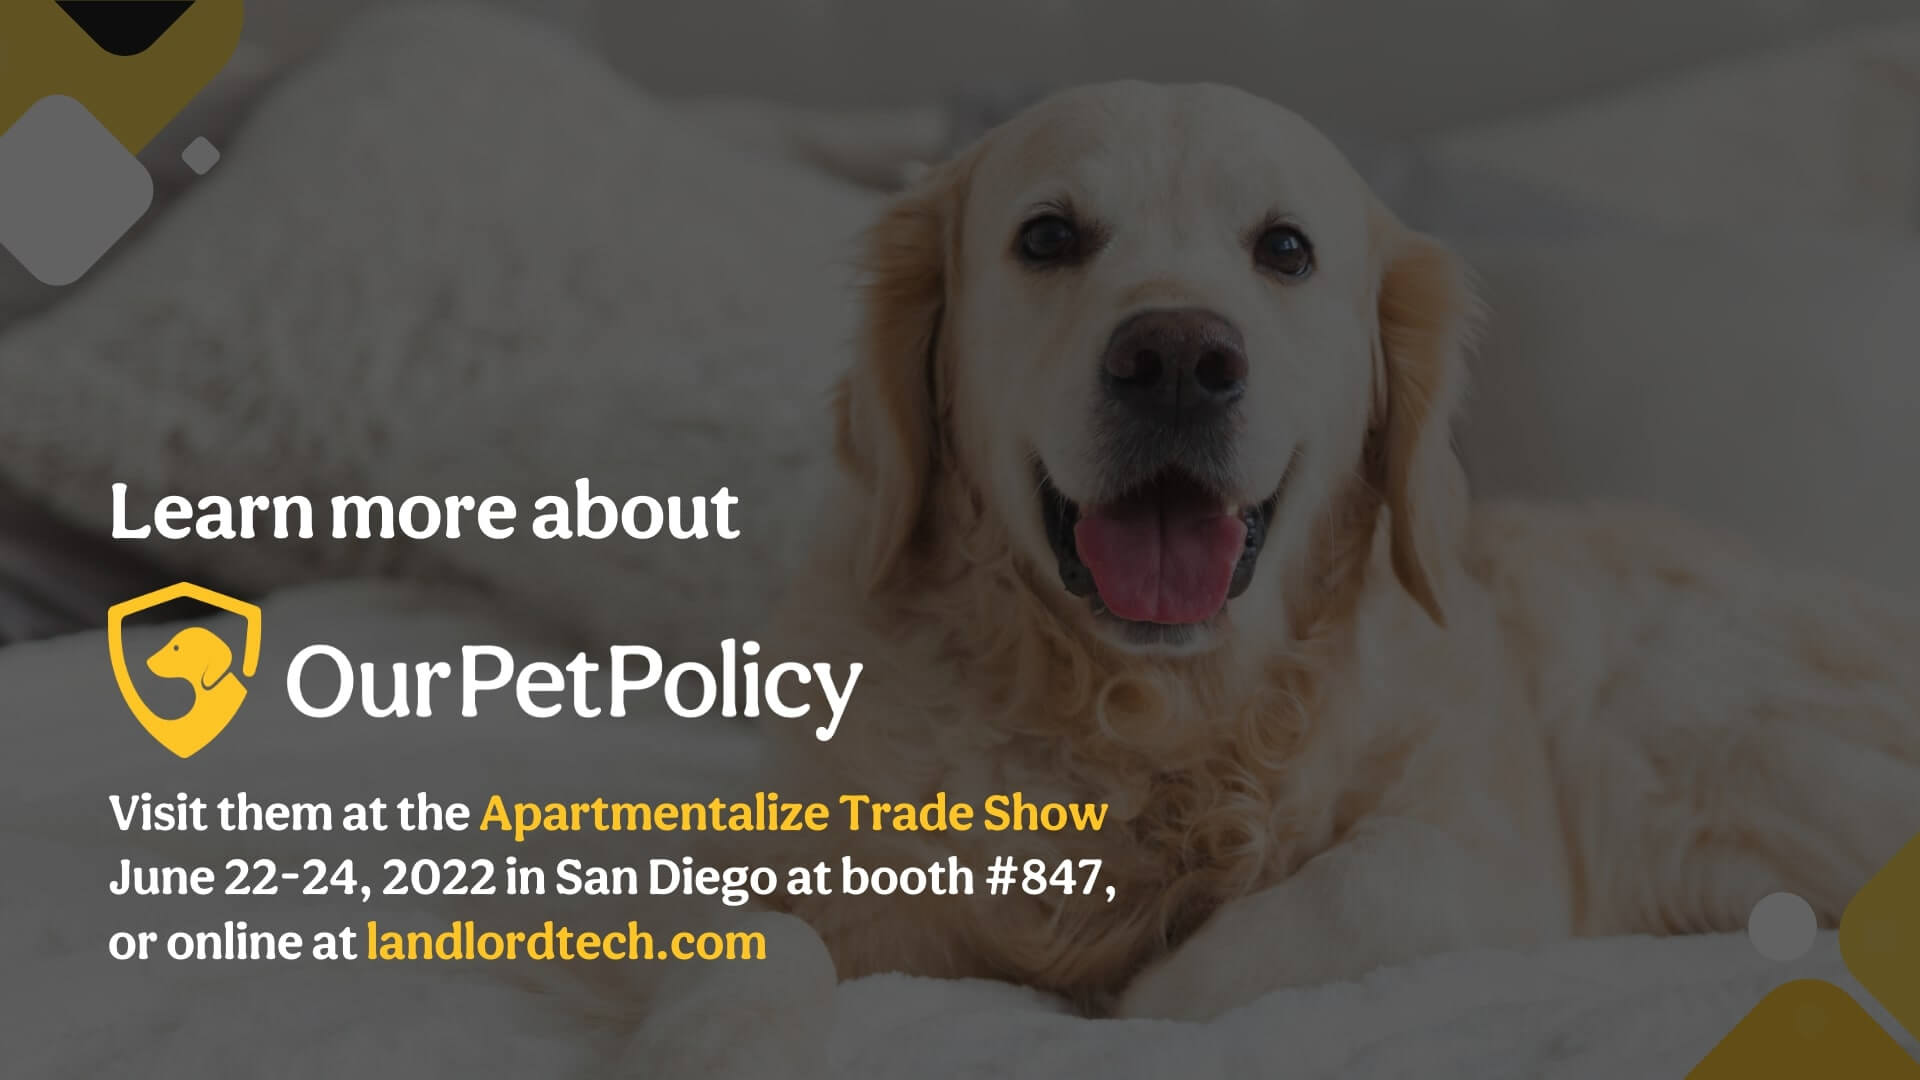 Learn more about
OurPetPolicy
Visit them at the Apartmentalize Trade Show
June 22-24, 2022 in San Diego at booth #847,
or online at landlordtech.com